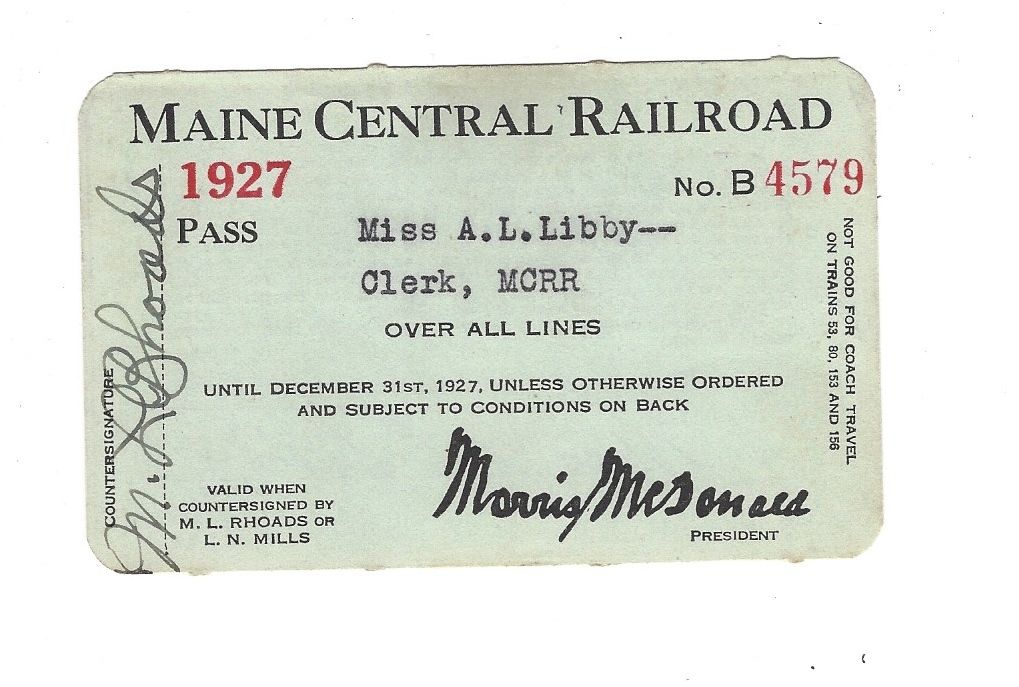 MAINE CENTRAL RAILROAD
1927
No. B 4579
PASS
Miss A.L.Libby--
Clerk, MCRR
OVER ALL LINES
UNTIL DECEMBER 31ST, 1927, UNLESS OTHERWISE ORDERED
AND SUBJECT TO CONDITIONS ON BACK
VALID WHEN
COUNTERSIGNED BY
M. L. RHOADS OR
L. N. MILLS
Morris McDonald
PRESIDENT
COUNTERSIGNATURE
M. L. Rhoads
NOT GOOD FOR COACH TRAVEL
ON TRAINS 53, 80, 153 AND 156